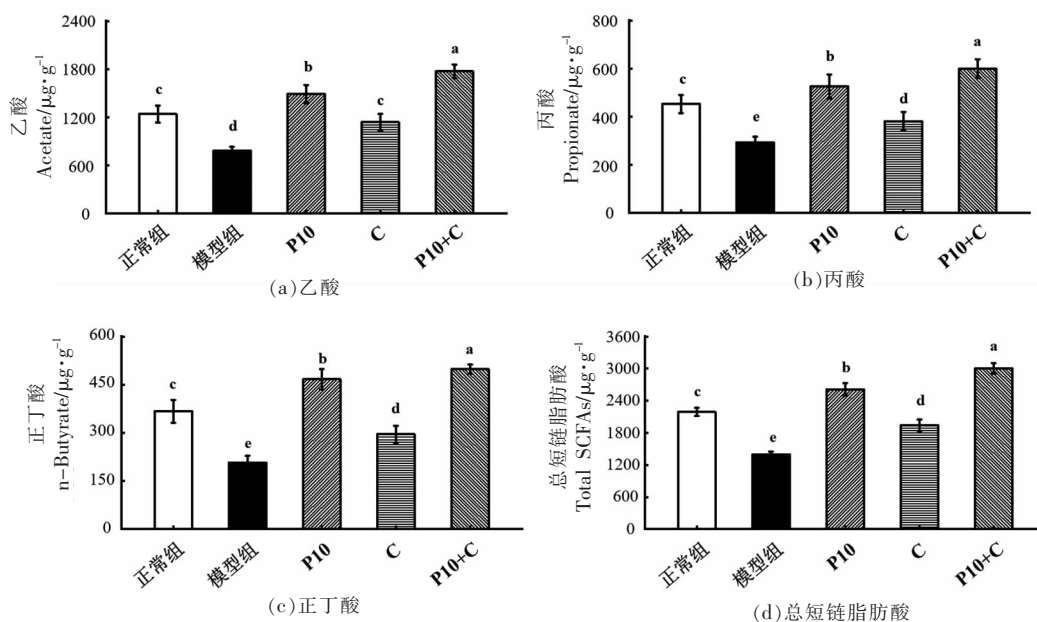 2400
1800
1200
600
0
乙酸
Acetate/μg•g⁻¹
c
d
b
c
a
正常组
模型组
P10
C
P10+C
(a)乙酸
800
600
400
200
0
丙酸
Propionate/μg•g⁻¹
c
e
b
d
a
正常组
模型组
P10
C
P10+C
(b)丙酸
600
450
300
150
0
正丁酸
n-Butyrate/μg•g⁻¹
c
e
b
d
a
正常组
模型组
P10
C
P10+C
(c)正丁酸
3600
3000
2400
1800
1200
600
0
总短链脂肪酸
Total SCFAs/μg•g⁻¹
c
e
b
d
a
正常组
模型组
P10
C
P10+C
(d)总短链脂肪酸